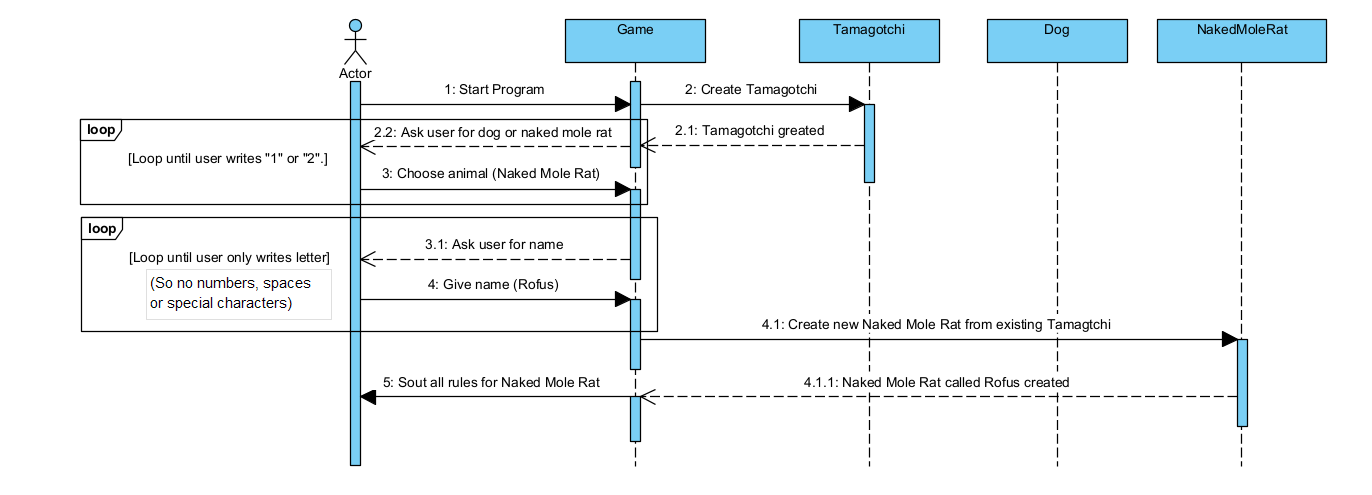 Game
Tamagotchi
Dog
NakedMoleRat
Actor
1: Start Program
2: Create Tamagotchi
loop
2.2: Ask user for dog or naked mole rat
2.1: Tamagotchi greated
[Loop until user writes "1" or "2".]
3: Choose animal (Naked Mole Rat)
loop
3.1: Ask user for name
[Loop until user only writes letter]
(So no numbers, spaces
or special characters)
4: Give name (Rofus)
4.1: Create new Naked Mole Rat from existing Tamagtchi
5: Sout all rules for Naked Mole Rat
4.1.1: Naked Mole Rat called Rofus created